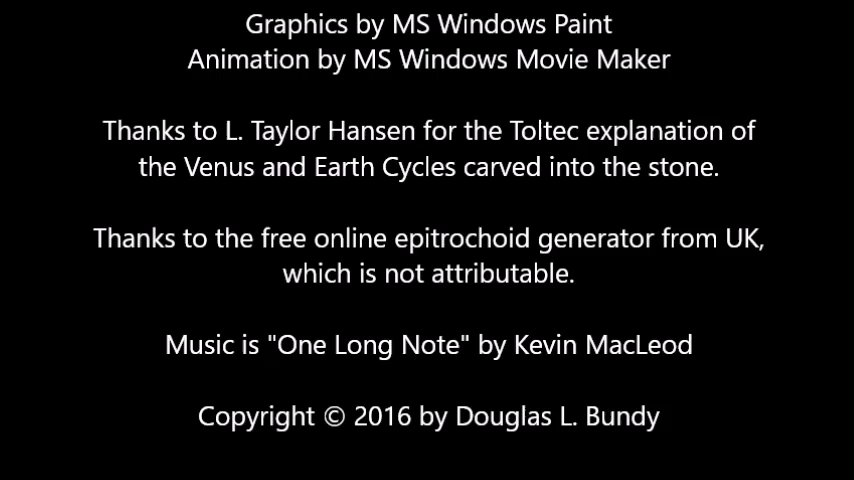 Graphics by MS Windows Paint
Animation by MS Windows Movie Maker
Thanks to L. Taylor Hansen for the Toltec explanation of
the Venus and Earth Cycles carved into the stone.
Thanks to the free online epitrochoid generator from UK,
which is not attributable.
Music is "One Long Note" by Kevin MacLeod
Copyright © 2016 by Douglas L. Bundy